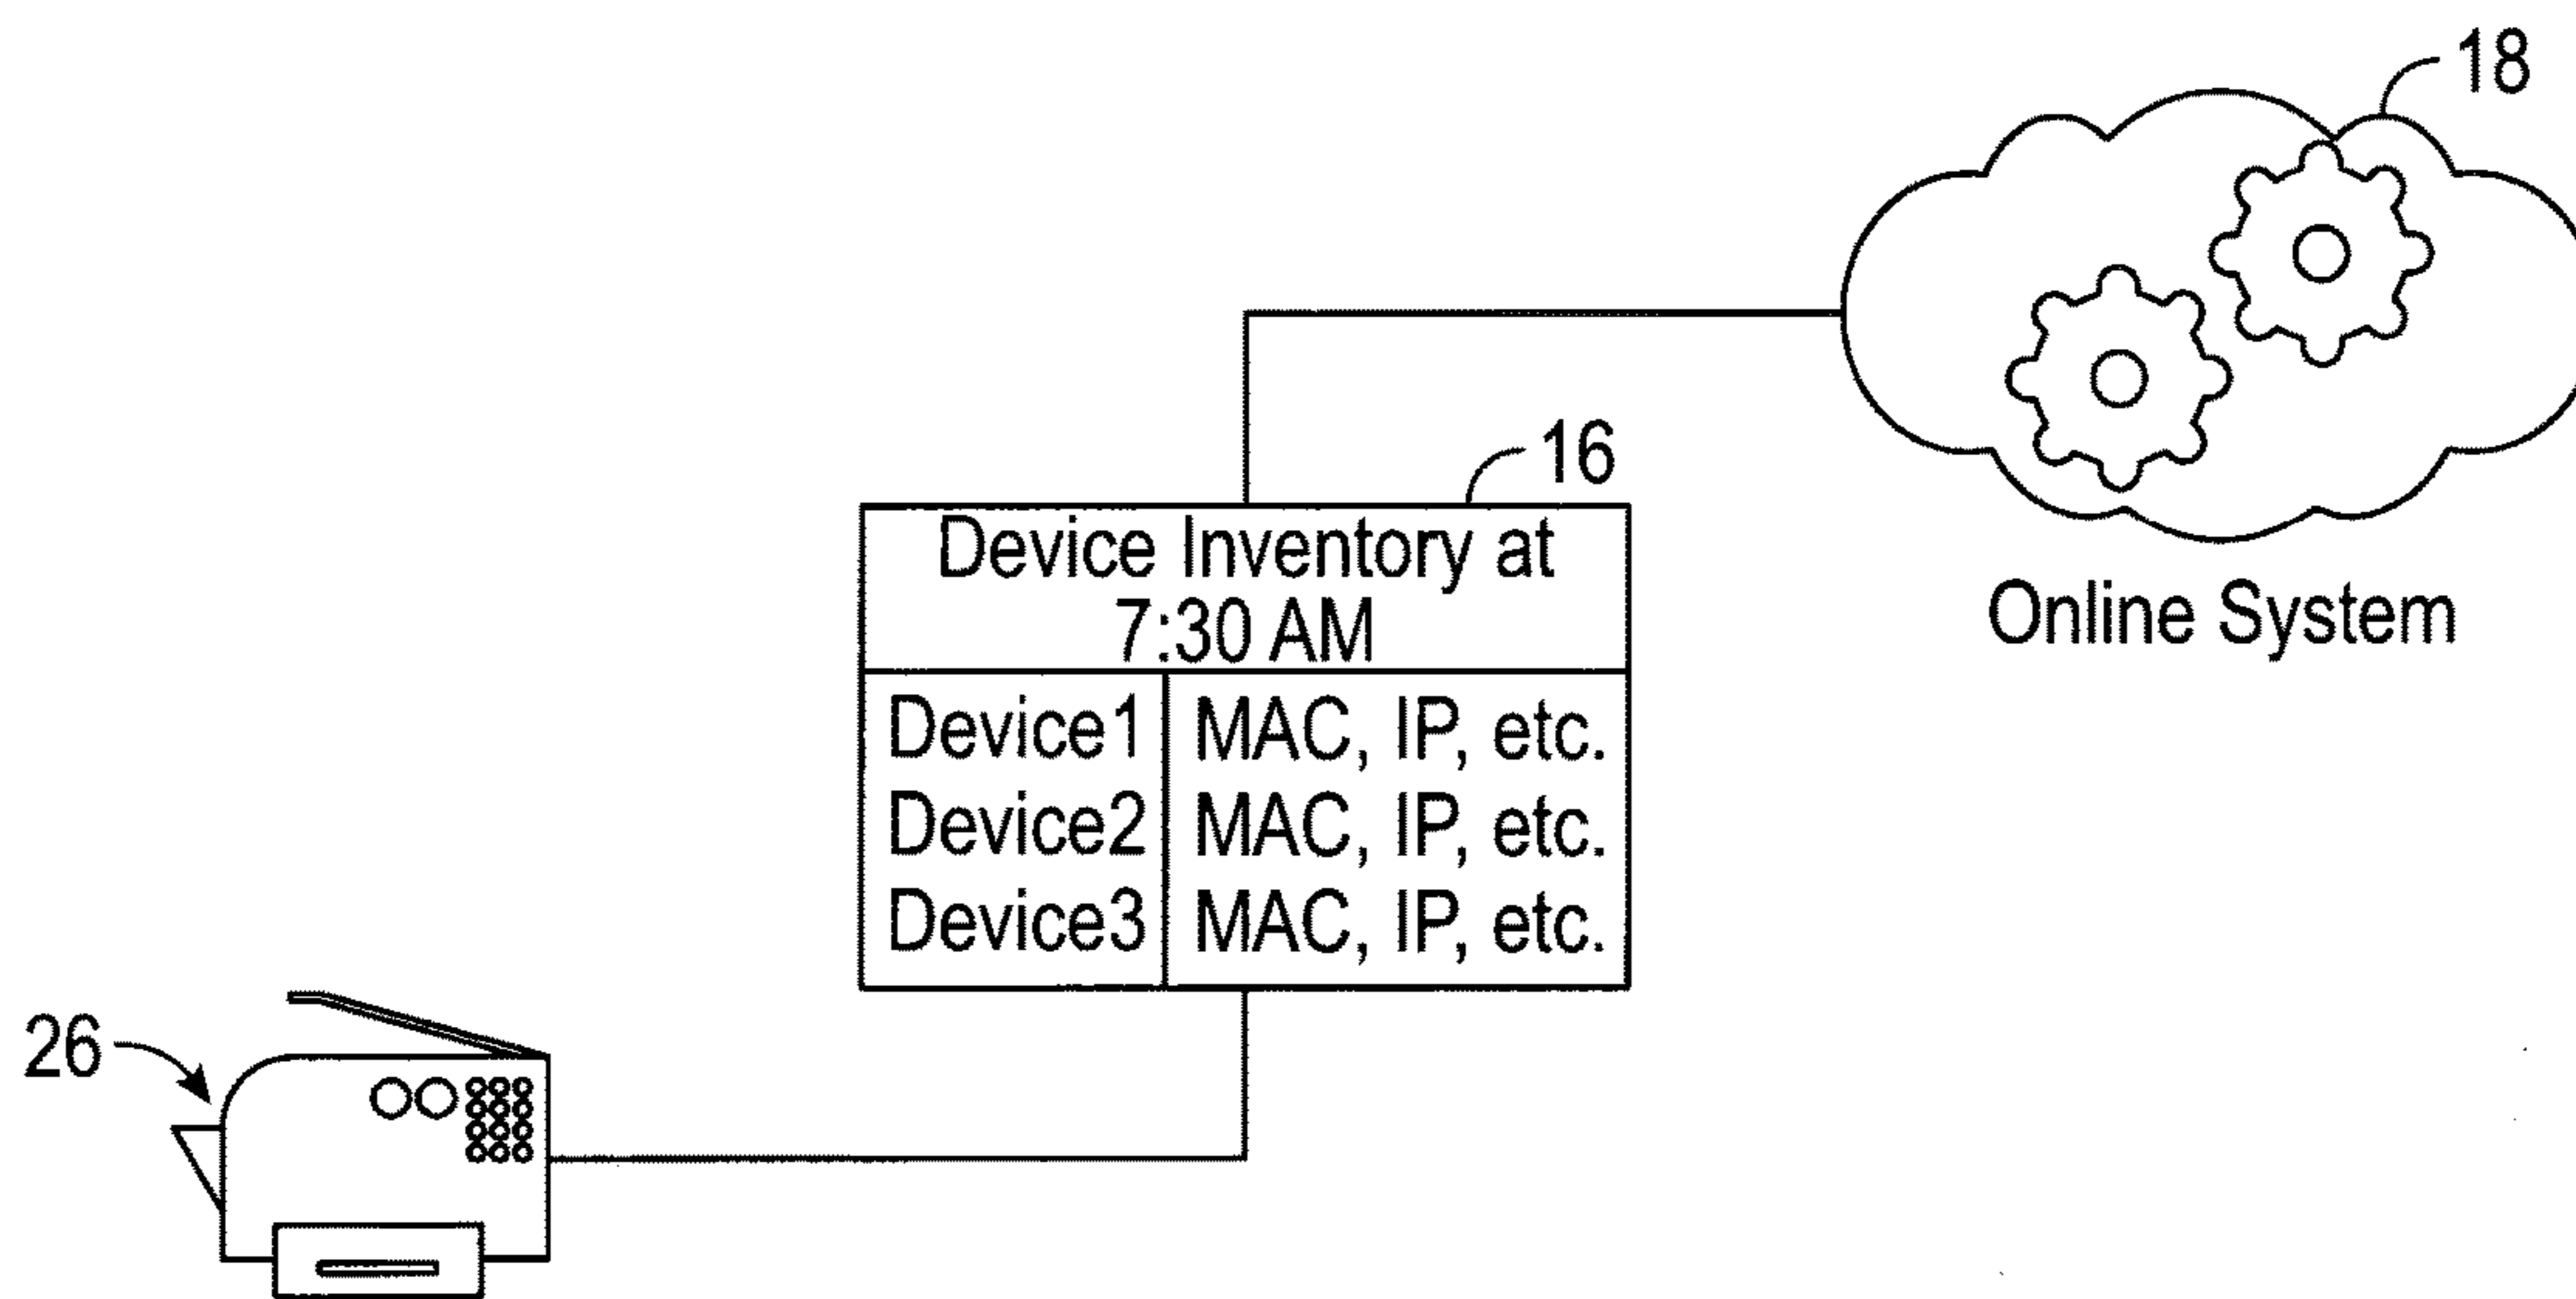 18
16
Device Inventory at
7:30 AM
Online System
Device1 MAC, IP, etc.
Device2 MAC, IP, etc.
Device3 MAC, IP, etc.
26